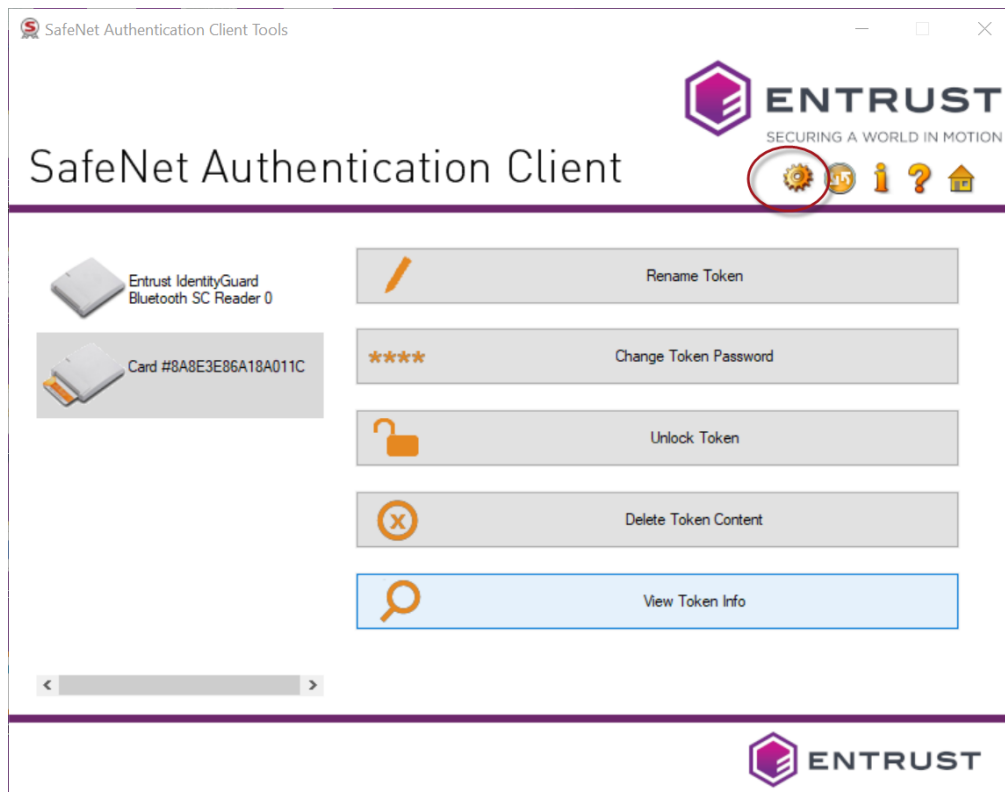 SafeNet Authentication Client Tools
ENTRUST
SECURING A WORLD IN MOTION
SafeNet Authentication Client
Entrust IdentityGuard
Bluetooth SC Reader 0
Card #8A8E3E86A18A011C
Rename Token
****
Change Token Password
Unlock Token
Delete Token Content
View Token Info
ENTRUST